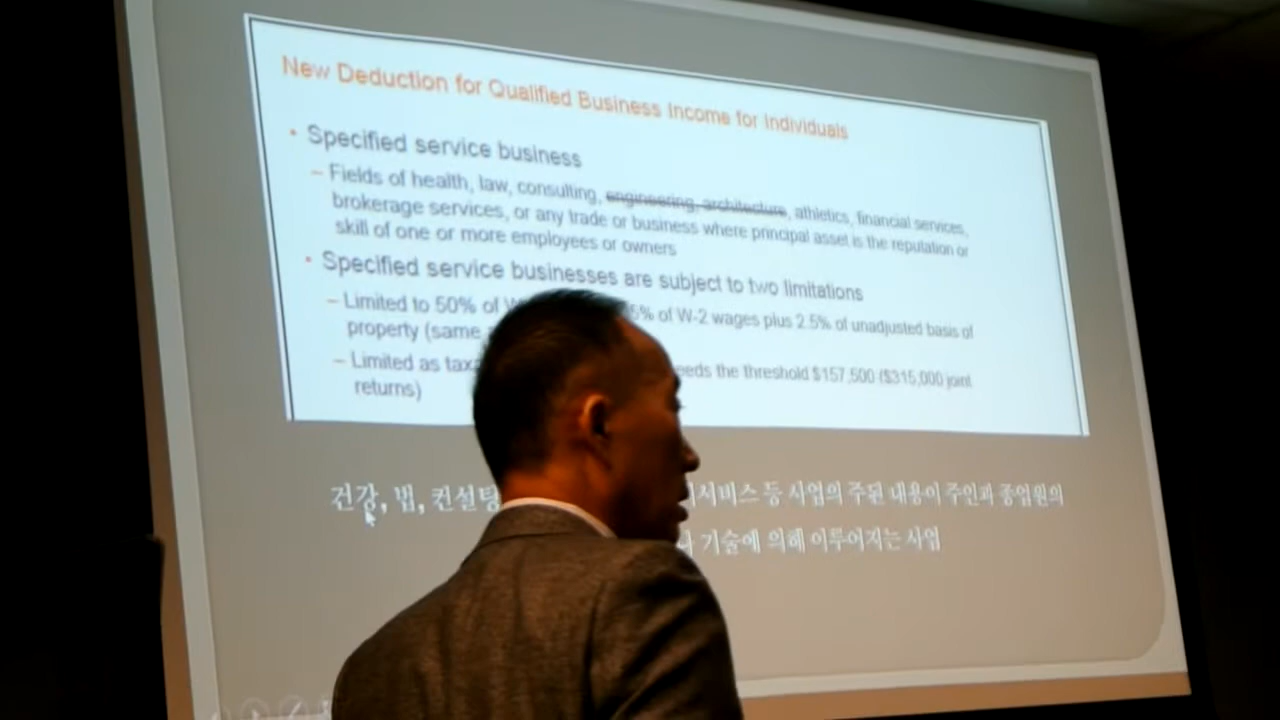 New Deduction for Qualified Business Income for Individuals
• Specified service business
– Fields of health, law, consulting, engineering, architecture, athletics, financial services,
brokerage services, or any trade or business where principal asset is the reputation or
skill of one or more employees or owners
• Specified service businesses are subject to two limitations
– Limited to 50% of 5% of W-2 wages plus 2.5% of unadjusted basis of
property (same
– Limited as the threshold $157,500 ($315,000 joint
returns)
건강, 법, 컨설팅 등 사업의 주된 내용이 주인과 종업원의
기술에 의해 이루어지는 사업